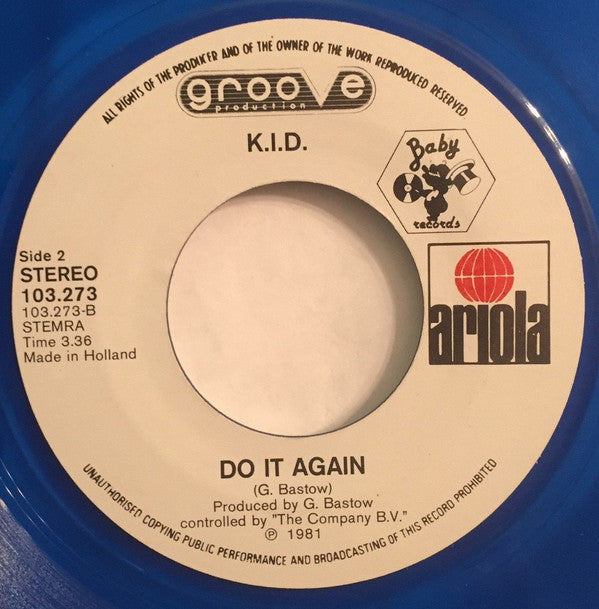 ALL RIGHTS OF THE PRODUCER AND OF THE OWNER OF THE WORK REPRODUCED RESERVED
groove
production
K.I.D.
Baby
records
Side 2
STEREO
103.273
103.273-B
STEMRA
Time 3.36
Made in Holland
ariola
DO IT AGAIN
(G. Bastow)
Produced by G. Bastow
controlled by "The Company B.V."
℗ 1981
UNAUTHORISED COPYING PUBLIC PERFORMANCE AND BROADCASTING OF THIS RECORD PROHIBITED